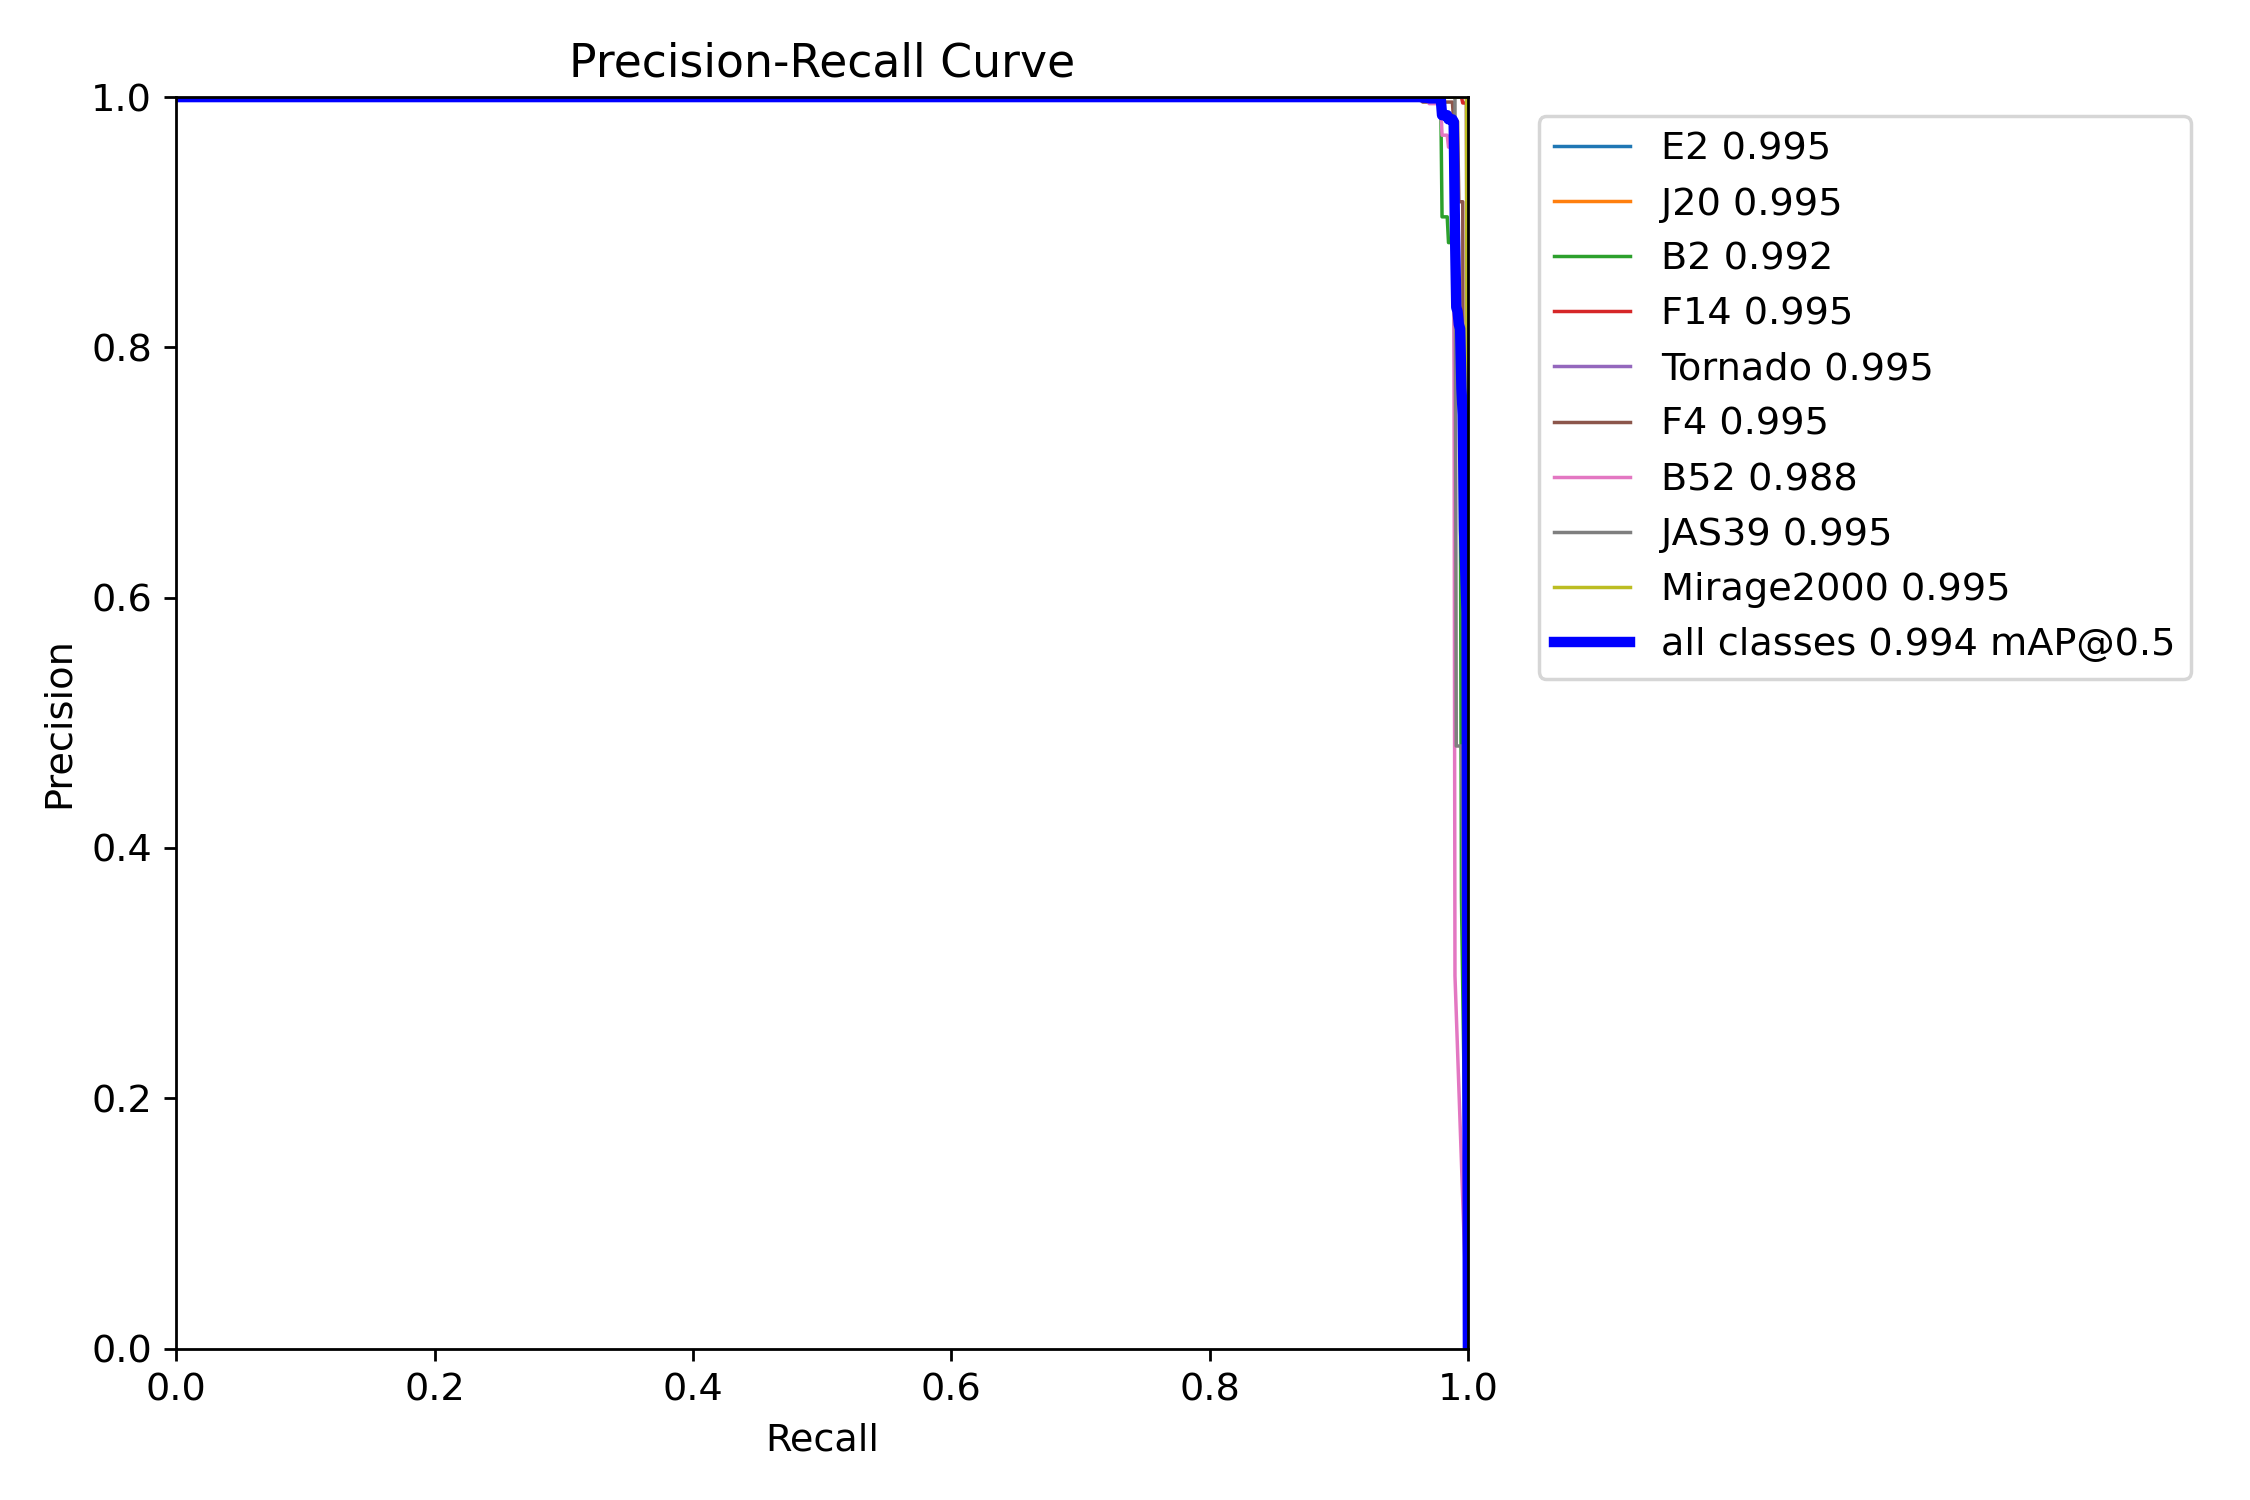 Precision-Recall Curve
1.0
0.8
0.6
0.4
0.2
0.0
Precision
0.0 0.2 0.4 0.6 0.8 1.0
Recall
E2 0.995
J20 0.995
B2 0.992
F14 0.995
Tornado 0.995
F4 0.995
B52 0.988
JAS39 0.995
Mirage2000 0.995
all classes 0.994 mAP@0.5